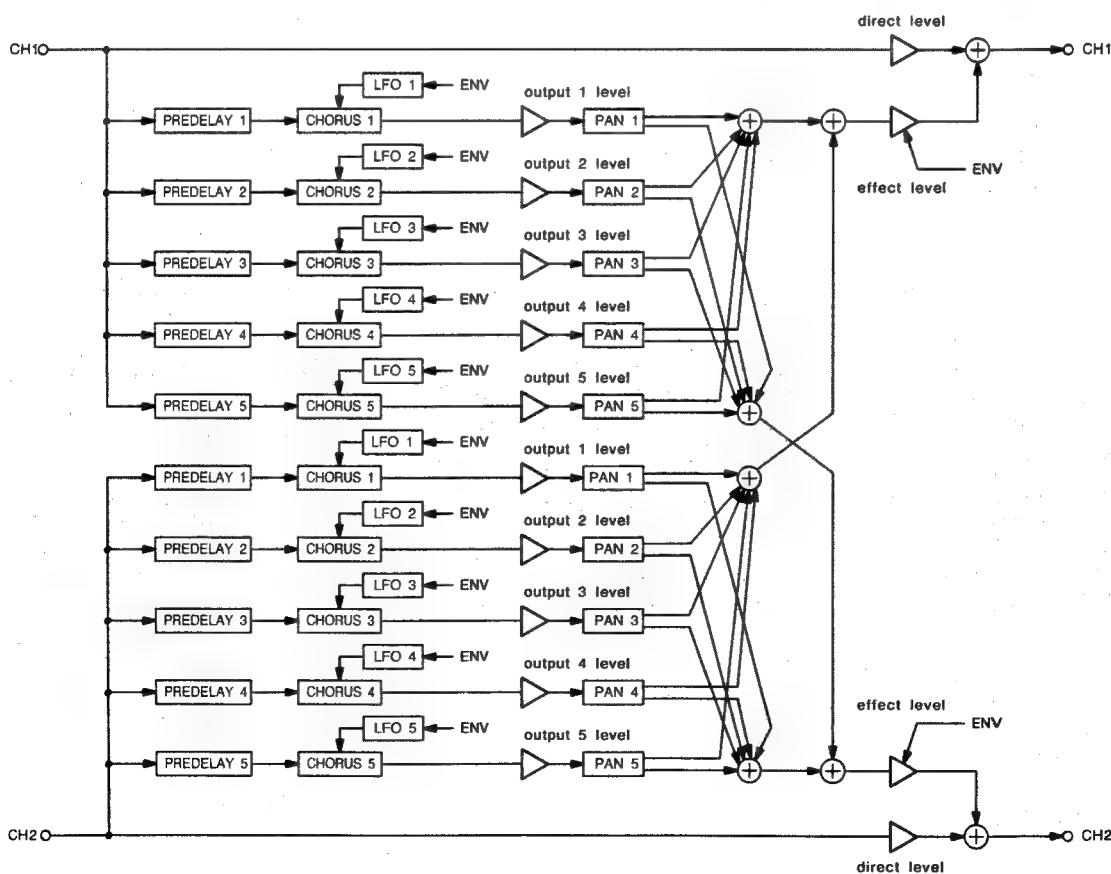 direct level
CH1 CH1
LFO 1 ENV
output 1 level
PREDELAY 1 CHORUS 1 PAN 1
LFO 2 ENV
output 2 level
ENV
effect level
PREDELAY 2 CHORUS 2 PAN 2
LFO 3 ENV
output 3 level
PREDELAY 3 CHORUS 3 PAN 3
LFO 4 ENV
output 4 level
PREDELAY 4 CHORUS 4 PAN 4
LFO 5 ENV
output 5 level
PREDELAY 5 CHORUS 5 PAN 5
LFO 1 ENV
output 1 level
PREDELAY 1 CHORUS 1 PAN 1
LFO 2 ENV
output 2 level
PREDELAY 2 CHORUS 2 PAN 2
LFO 3 ENV
output 3 level
PREDELAY 3 CHORUS 3 PAN 3
LFO 4 ENV
output 4 level
PREDELAY 4 CHORUS 4 PAN 4
effect level
ENV
LFO 5 ENV
output 5 level
PREDELAY 5 CHORUS 5 PAN 5
CH2 CH2
direct level